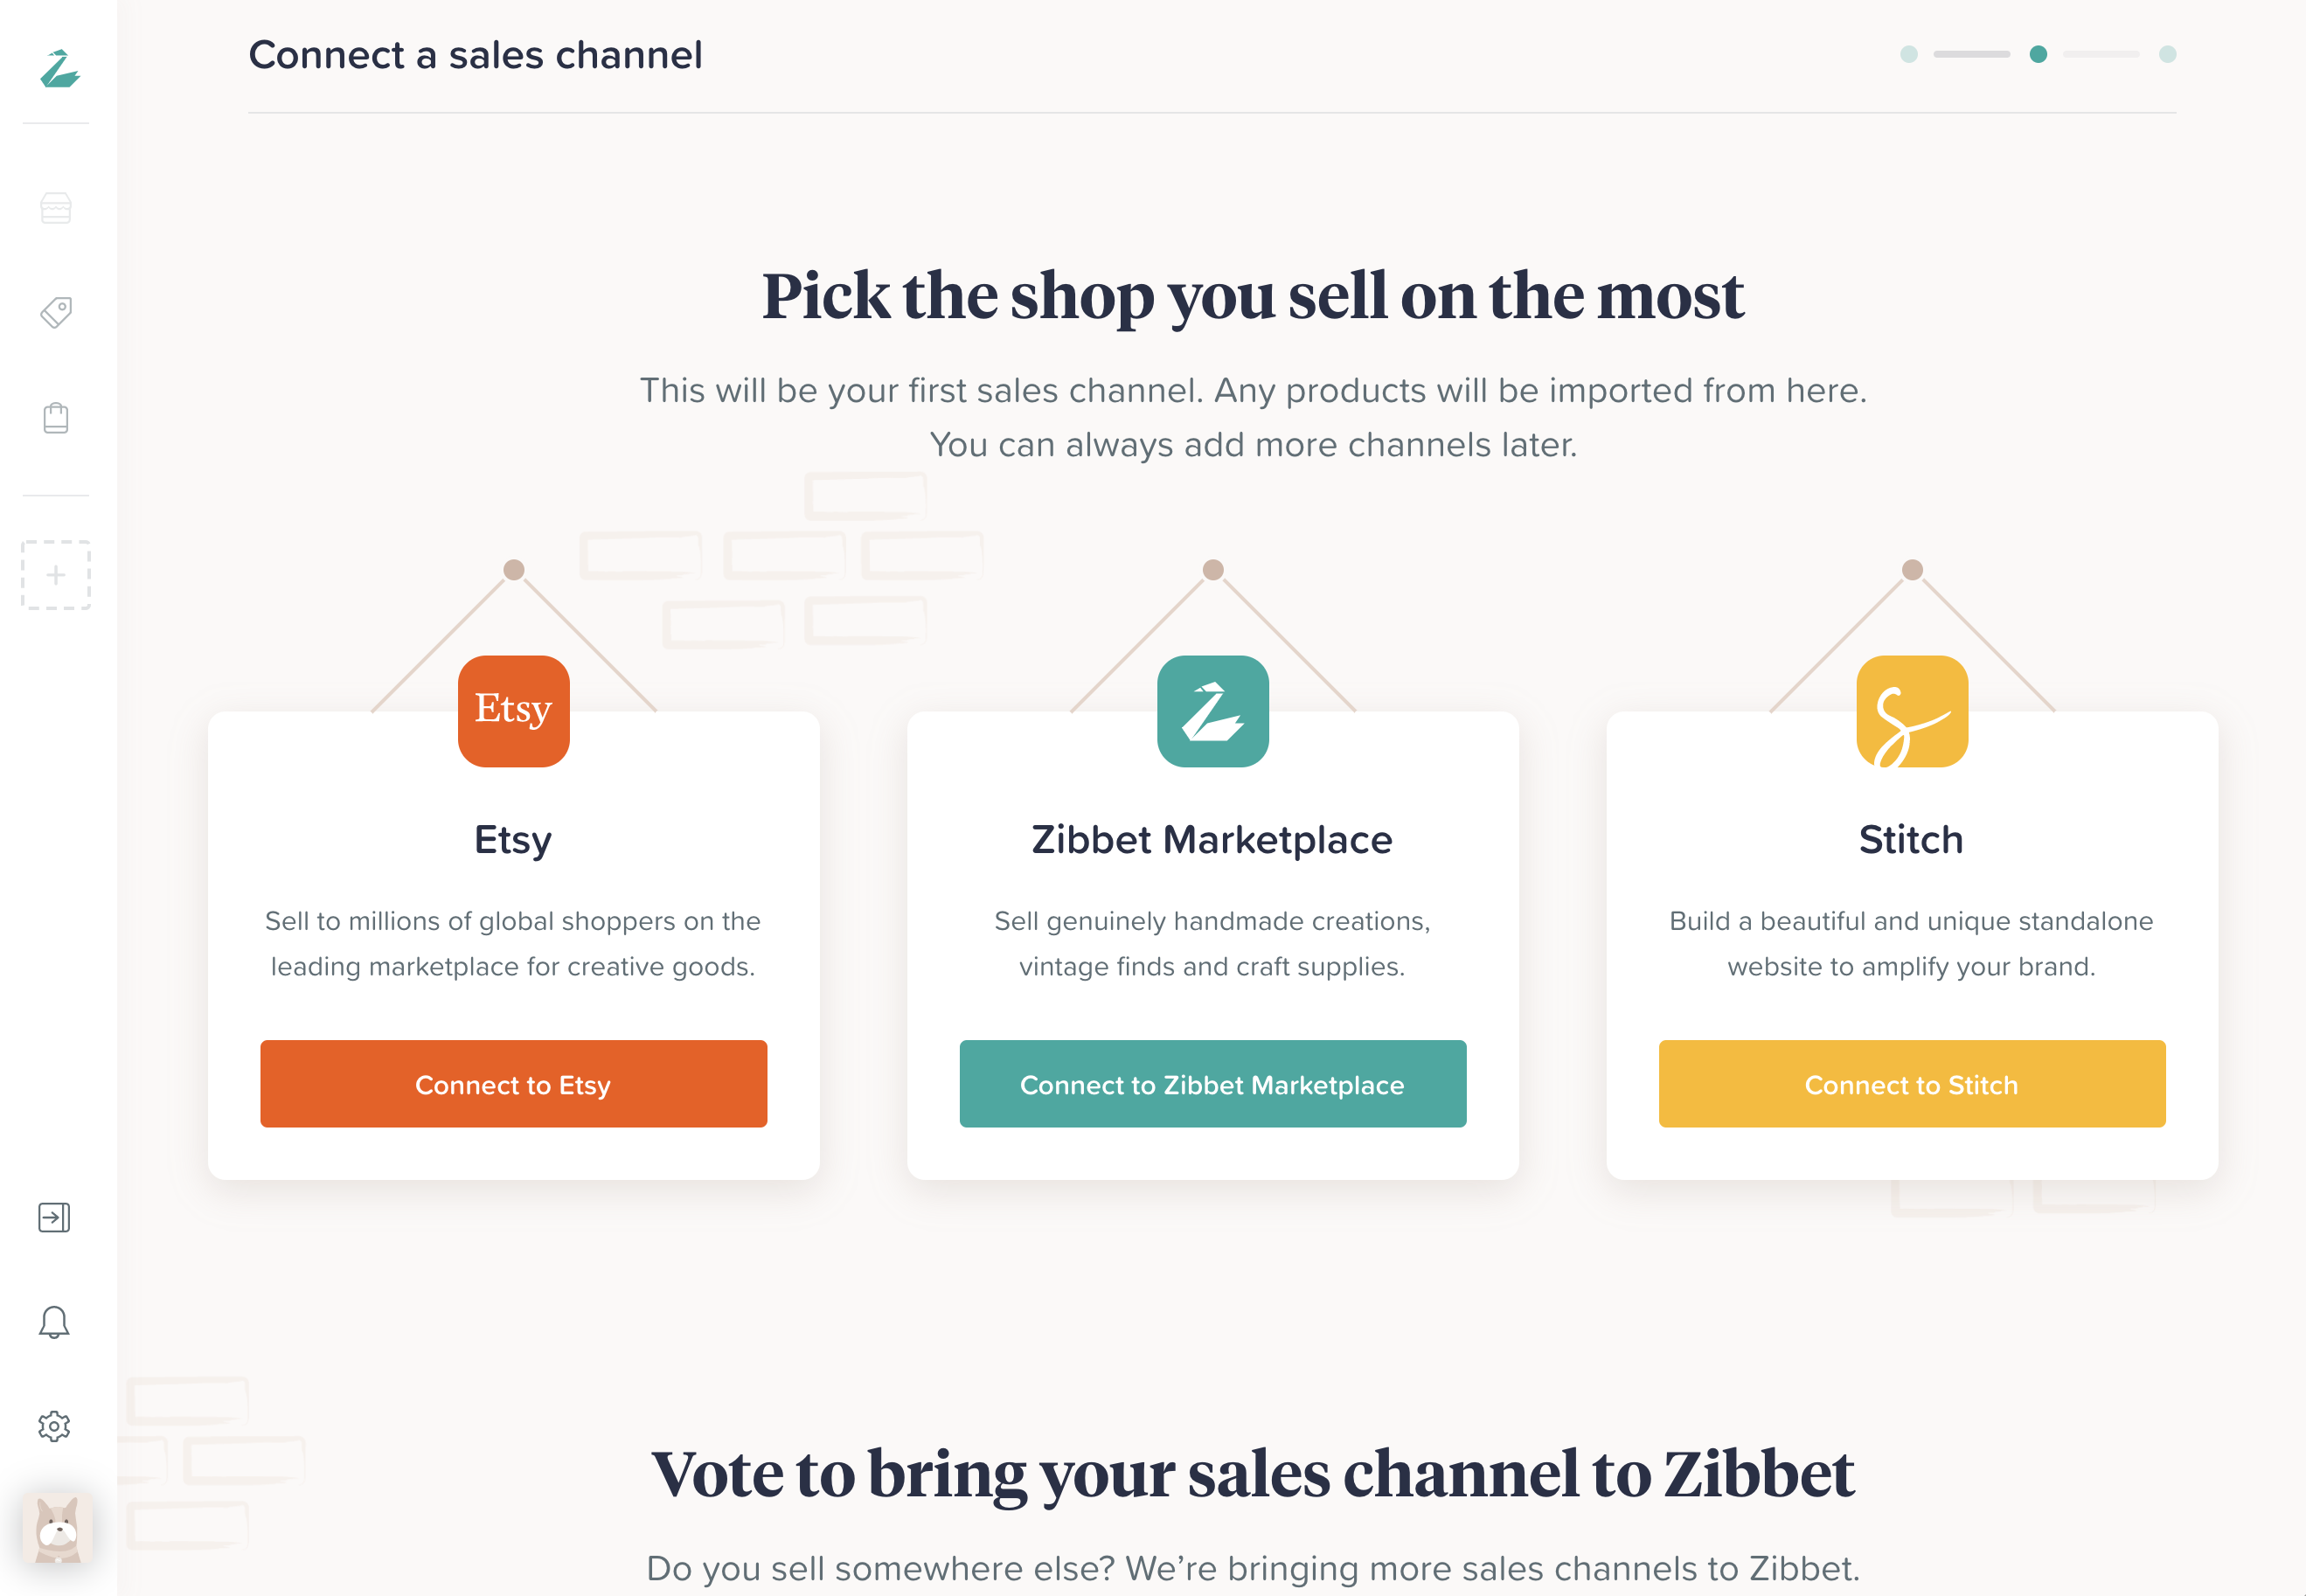 Connect a sales channel
Pick the shop you sell on the most
This will be your first sales channel. Any products will be imported from here.
You can always add more channels later.
Etsy
Etsy
Sell to millions of global shoppers on the
leading marketplace for creative goods.
Connect to Etsy
Zibbet Marketplace
Sell genuinely handmade creations,
vintage finds and craft supplies.
Connect to Zibbet Marketplace
S
Stitch
Build a beautiful and unique standalone
website to amplify your brand.
Connect to Stitch
Vote to bring your sales channel to Zibbet
Do you sell somewhere else? We’re bringing more sales channels to Zibbet.